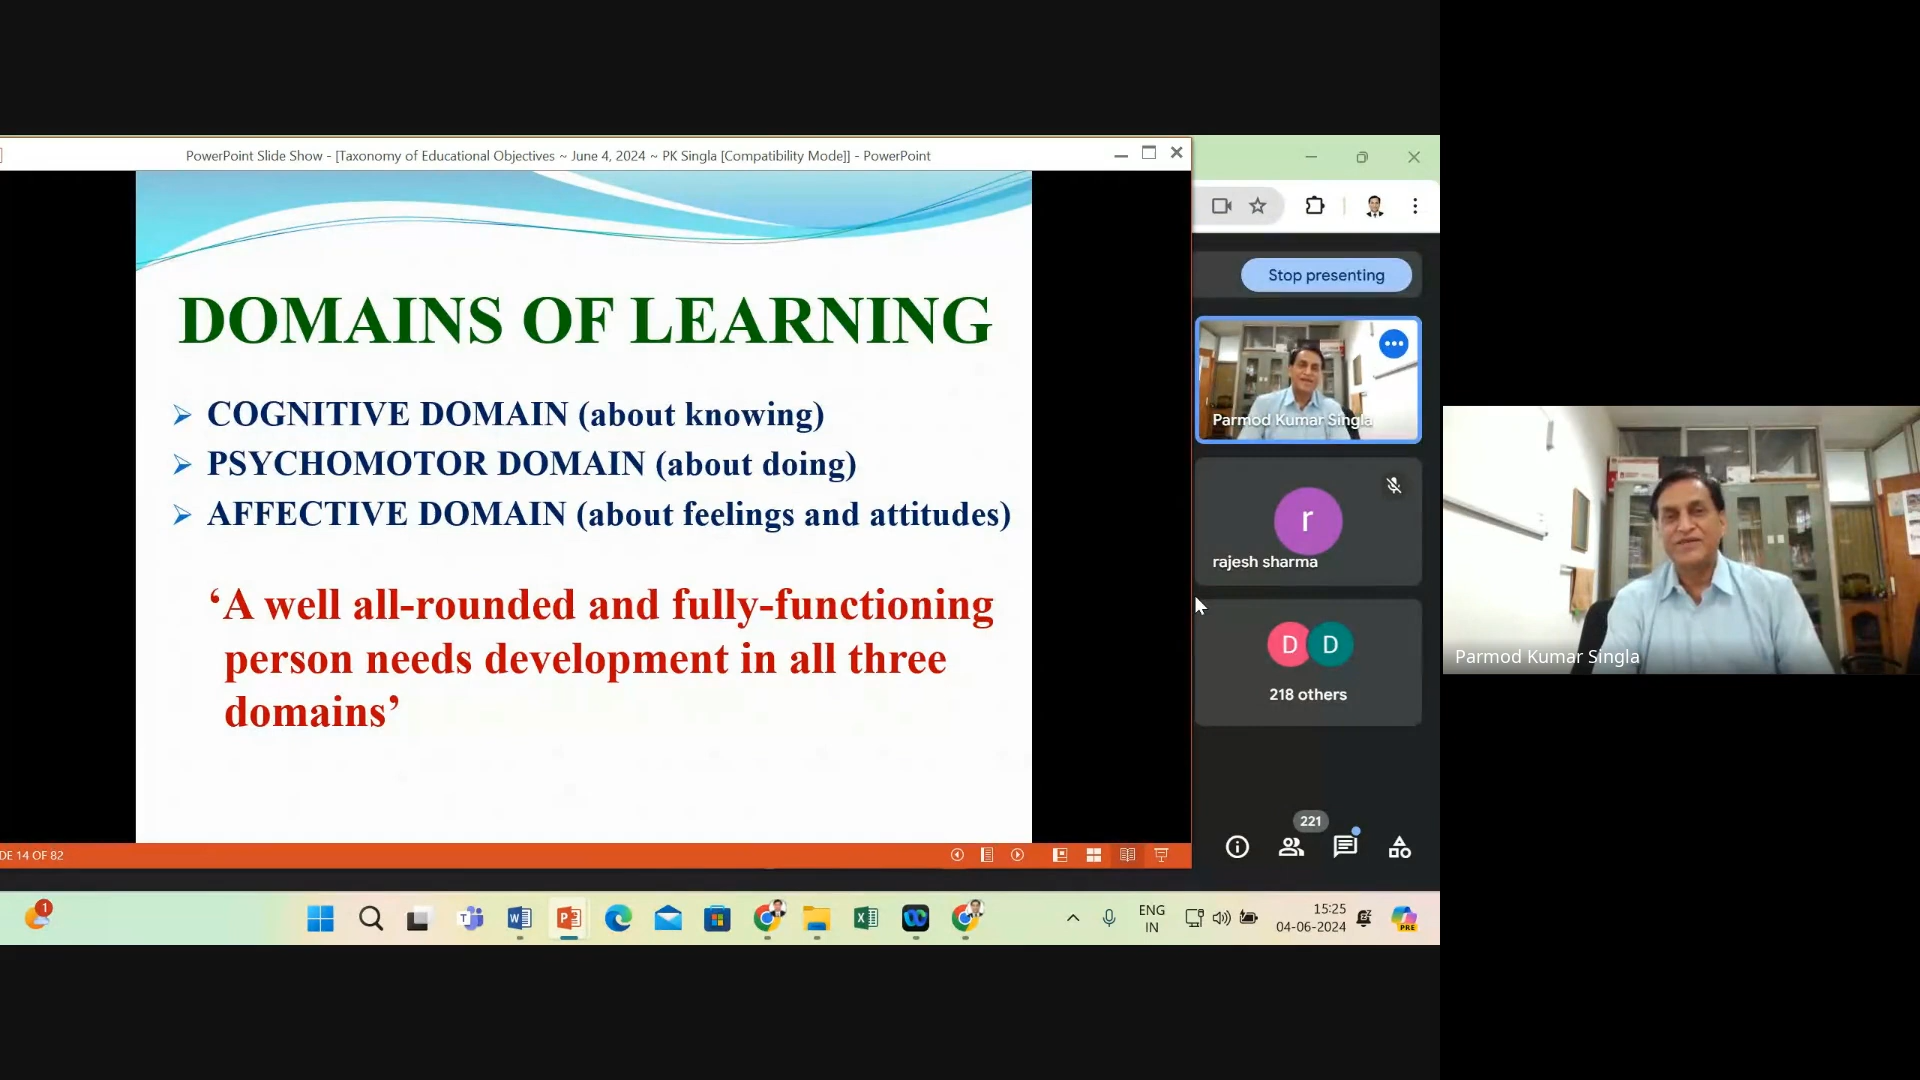 PowerPoint Slide Show - [Taxonomy of Educational Objectives ~ June 4, 2024 ~ PK Singla [Compatibility Mode]] - PowerPoint
DOMAINS OF LEARNING
COGNITIVE DOMAIN (about knowing)
PSYCHOMOTOR DOMAIN (about doing)
AFFECTIVE DOMAIN (about feelings and attitudes)
‘A well all-rounded and fully-functioning
person needs development in all three
domains’
DE 14 OF 82
Stop presenting
Parmod Kumar Singla
r
rajesh sharma
D D
218 others
221
Parmod Kumar Singla
1
ENG
IN
15:25
04-06-2024
PRE